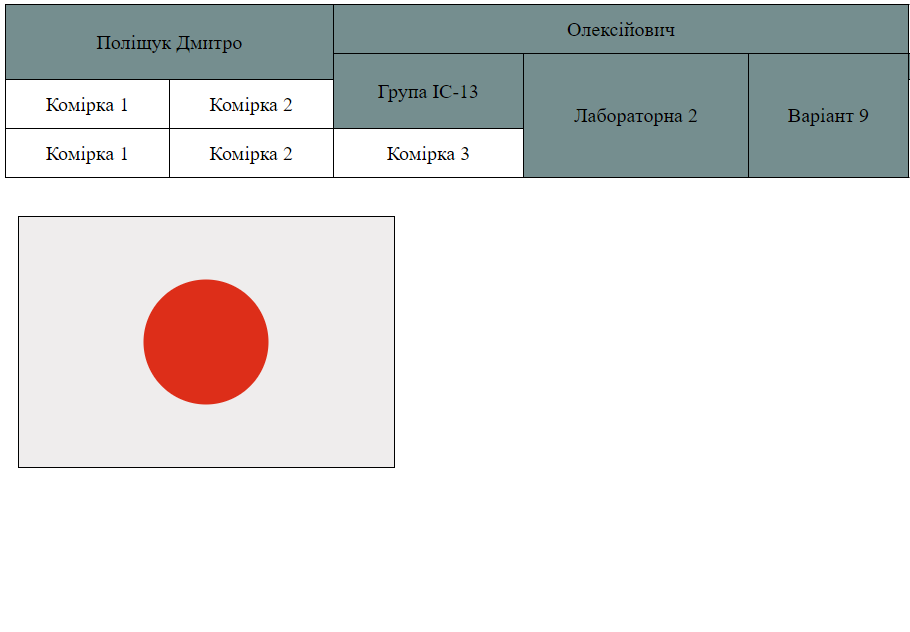 Поліщук Дмитро
Олексійович
Група ІС-13
Лабораторна 2
Варіант 9
Комірка 1
Комірка 2
Комірка 1
Комірка 2
Комірка 3